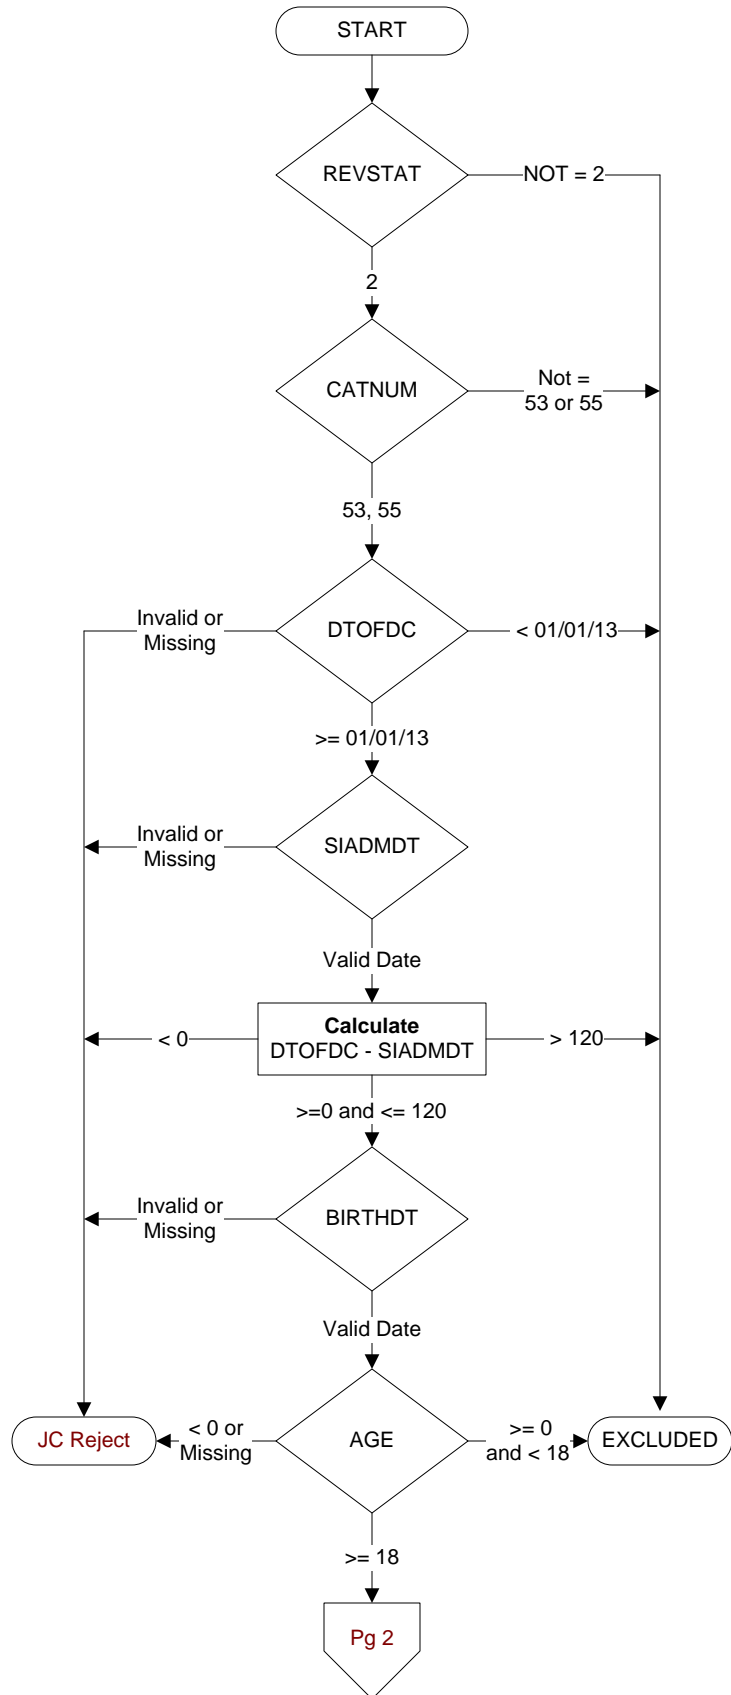 START
REVSTAT
NOT = 2
2
CATNUM
Not =
53 or 55
53, 55
Invalid or
Missing
DTOFDC
< 01/01/13
>= 01/01/13
Invalid or
Missing
SIADMDT
Valid Date
< 0
Calculate
DTOFDC - SIADMDT
> 120
>=0 and <= 120
Invalid or
Missing
BIRTHDT
Valid Date
JC Reject
< 0 or
Missing
AGE
>= 0
and < 18
EXCLUDED
>= 18
Pg 2